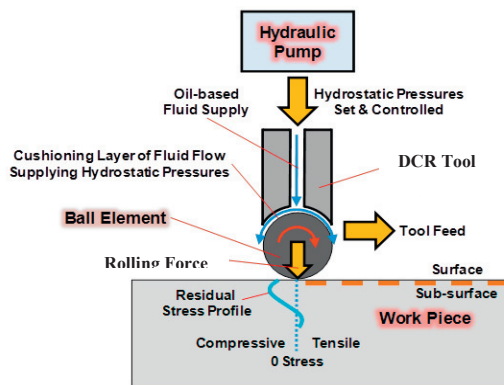 Hydraulic
Pump
Oil-based
Fluid Supply
Hydrostatic Pressures
Set & Controlled
Cushioning Layer of Fluid Flow
Supplying Hydrostatic Pressures
DCR Tool
Ball Element
Tool Feed
Rolling Force
Surface
Sub-surface
Residual
Stress Profile
Work Piece
Compressive
Tensile
0 Stress